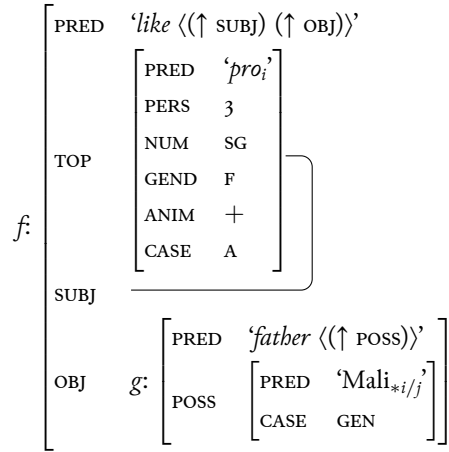 PRED ‘like ⟨(↑ SUBJ) (↑ OBJ)⟩’
PRED ‘proᵢ’
PERS 3
NUM SG
TOP
GEND F
ANIM +
f:
CASE A
SUBJ
PRED ‘father ⟨(↑ POSS)⟩’
OBJ g:
PRED ‘Mali∗i/j’
POSS
CASE GEN